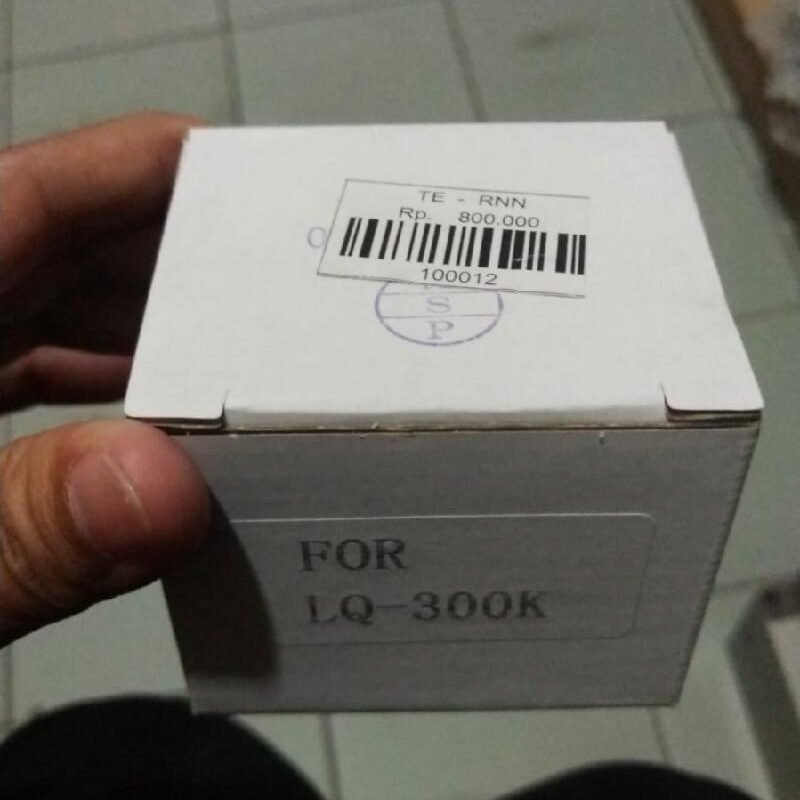 TE - RNN
Rp. 800.000
100012
S
P
FOR
LQ-300K